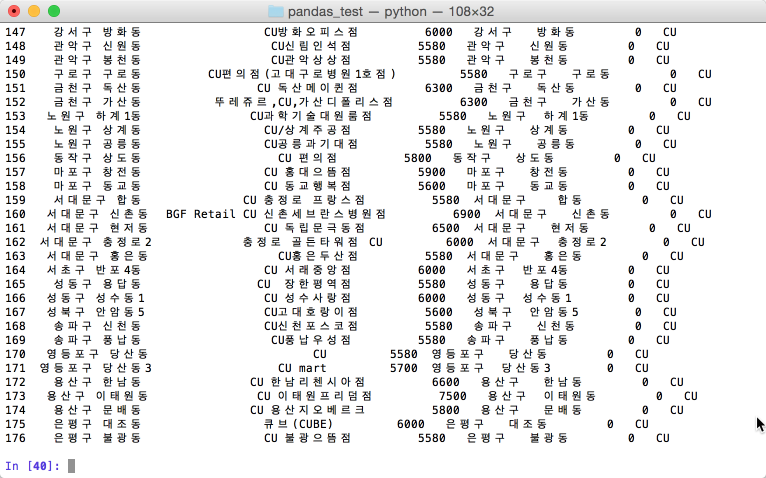 pandas_test — python — 108×32
147 강서구 방화동 CU방화오피스점 6000 강서구 방화동 0 CU
148 관악구 신원동 CU신림인석점 5580 관악구 신원동 0 CU
149 관악구 봉천동 CU관악상상점 5580 관악구 봉천동 0 CU
150 구로구 구로동 CU편의점(고대구로병원1호점) 5580 구로구 구로동 0 CU
151 금천구 독산동 CU 독산메이퀸점 6300 금천구 독산동 0 CU
152 금천구 가산동 뚜레쥬르,CU,가산디폴리스점 6300 금천구 가산동 0 CU
153 노원구 하계1동 CU과학기술대원룸점 5580 노원구 하계1동 0 CU
154 노원구 상계동 CU/상계주공점 5580 노원구 상계동 0 CU
155 노원구 공릉동 CU공릉과기대점 5580 노원구 공릉동 0 CU
156 동작구 상도동 CU 편의점 5800 동작구 상도동 0 CU
157 마포구 창전동 CU 홍대으뜸점 5900 마포구 창전동 0 CU
158 마포구 동교동 CU 동교행복점 5600 마포구 동교동 0 CU
159 서대문구 합동 CU 충정로 프랑스점 5580 서대문구 합동 0 CU
160 서대문구 신촌동 BGF Retail CU 신촌세브란스병원점 6900 서대문구 신촌동 0 CU
161 서대문구 현저동 CU 독립문극동점 6500 서대문구 현저동 0 CU
162 서대문구 충정로2 충정로 골든타워점 CU 6000 서대문구 충정로2 0 CU
163 서대문구 홍은동 CU홍은두산점 5580 서대문구 홍은동 0 CU
164 서초구 반포4동 CU 서래중앙점 6000 서초구 반포4동 0 CU
165 성동구 용답동 CU 장한평역점 5580 성동구 용답동 0 CU
166 성동구 성수동1 CU 성수사랑점 6000 성동구 성수동1 0 CU
167 성북구 안암동5 CU고대호랑이점 5600 성북구 안암동5 0 CU
168 송파구 신천동 CU신천포스코점 5580 송파구 신천동 0 CU
169 송파구 풍납동 CU풍납우성점 5580 송파구 풍납동 0 CU
170 영등포구 당산동 CU 5580 영등포구 당산동 0 CU
171 영등포구 당산동3 CU mart 5700 영등포구 당산동3 0 CU
172 용산구 한남동 CU 한남리첸시아점 6600 용산구 한남동 0 CU
173 용산구 이태원동 CU 이태원프리덤점 7500 용산구 이태원동 0 CU
174 용산구 문배동 CU 용산지오베르크 5800 용산구 문배동 0 CU
175 은평구 대조동 큐브(CUBE) 6000 은평구 대조동 0 CU
176 은평구 불광동 CU 불광으뜸점 5580 은평구 불광동 0 CU
In [40]: